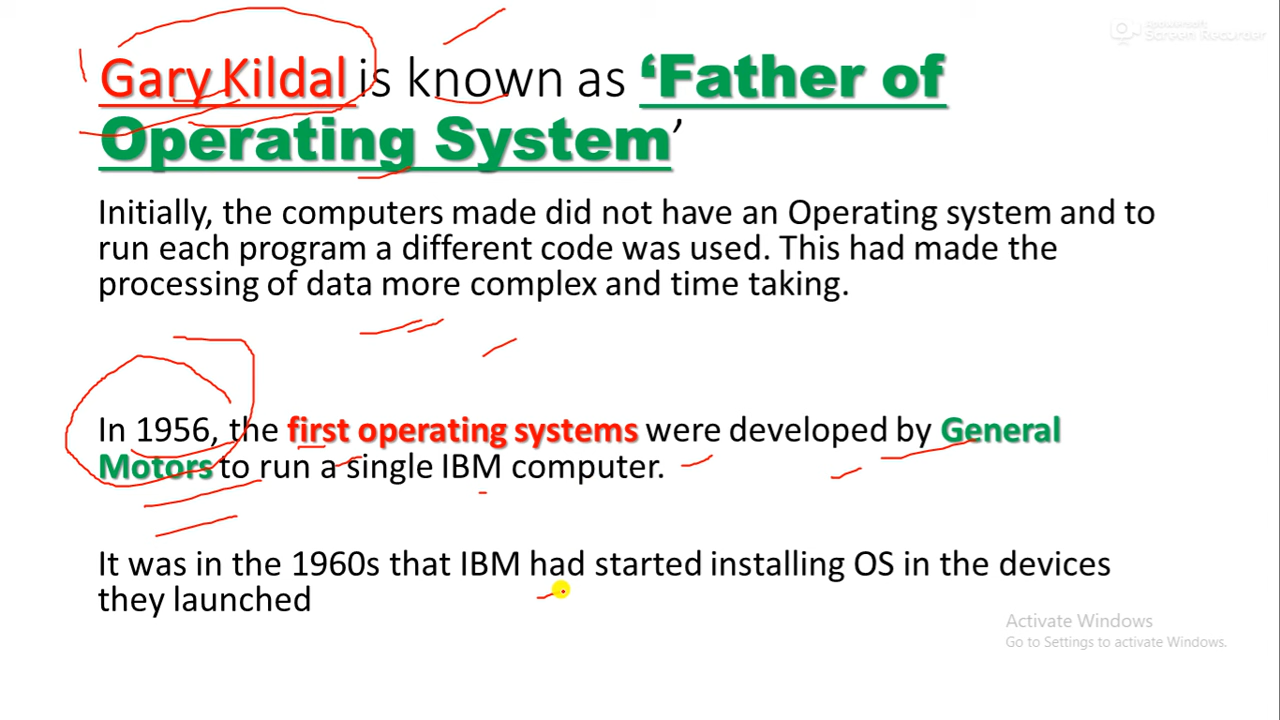 Apowersoft
Screen Recorder
Gary Kildal is known as ‘Father of
Operating System’
Initially, the computers made did not have an Operating system and to
run each program a different code was used. This had made the
processing of data more complex and time taking.
In 1956, the first operating systems were developed by General
Motors to run a single IBM computer.
It was in the 1960s that IBM had started installing OS in the devices
they launched
Activate Windows
Go to Settings to activate Windows.